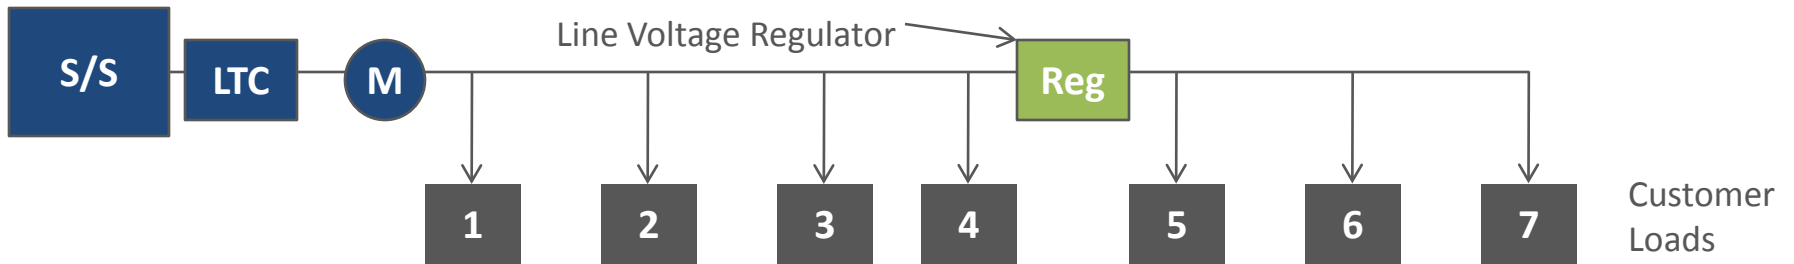 Line Voltage Regulator
S/S
LTC
M
Reg
1
2
3
4
5
6
7
Customer
Loads